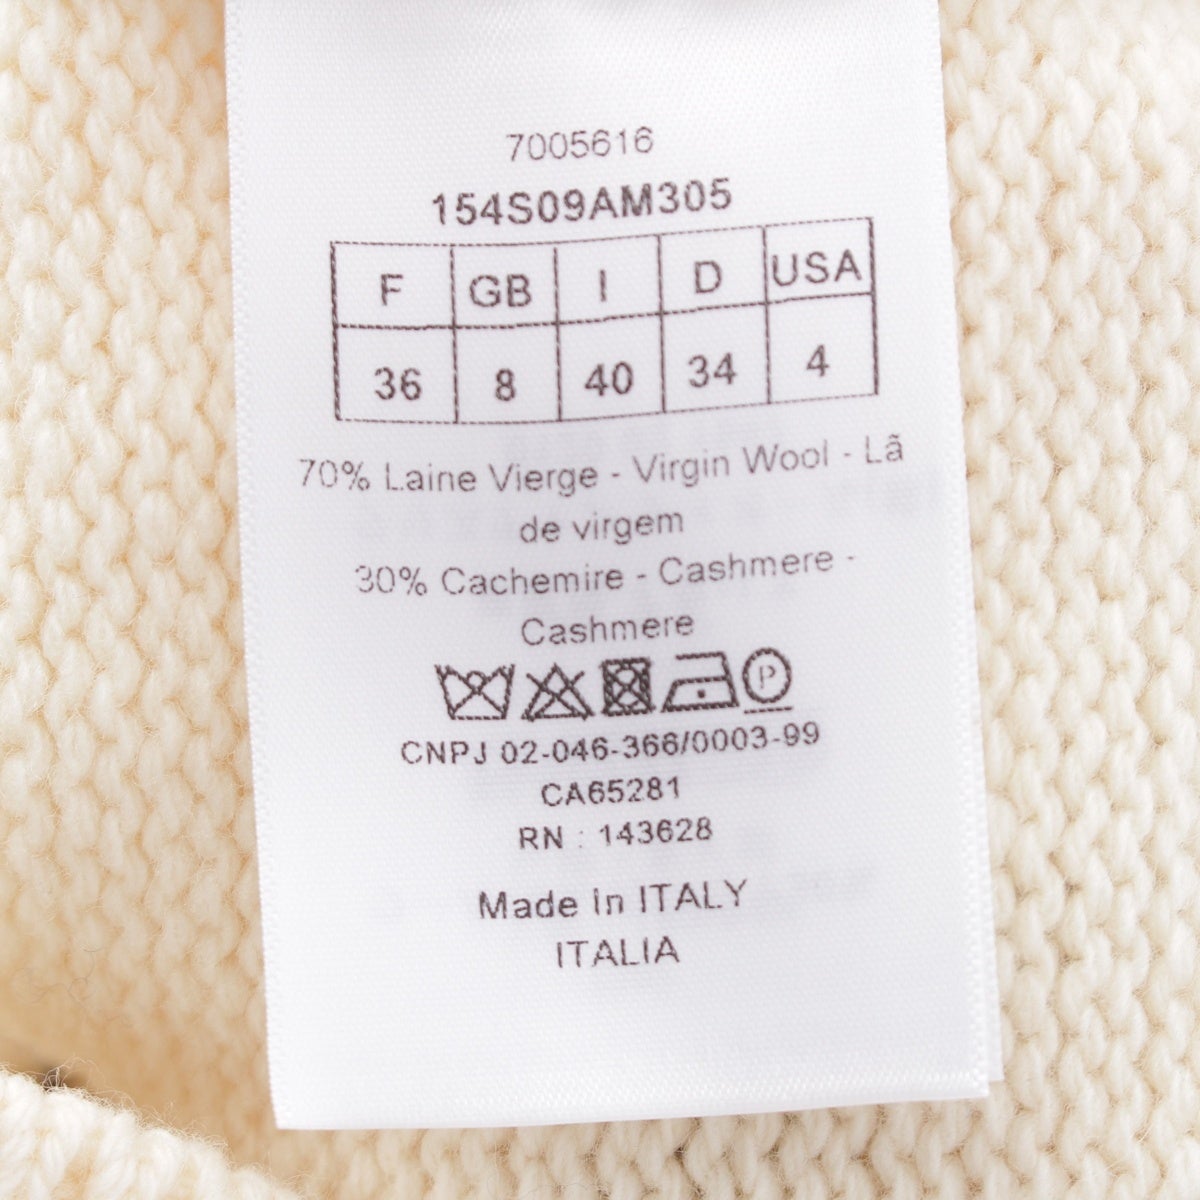 7005616
154S09AM305
F GB I D USA
36 8 40 34 4
70% Laine Vierge - Virgin Wool - Lã
de virgem
30% Cachemire - Cashmere -
Cashmere
P
CNPJ 02-046-366/0003-99
CA65281
RN : 143628
Made In ITALY
ITALIA